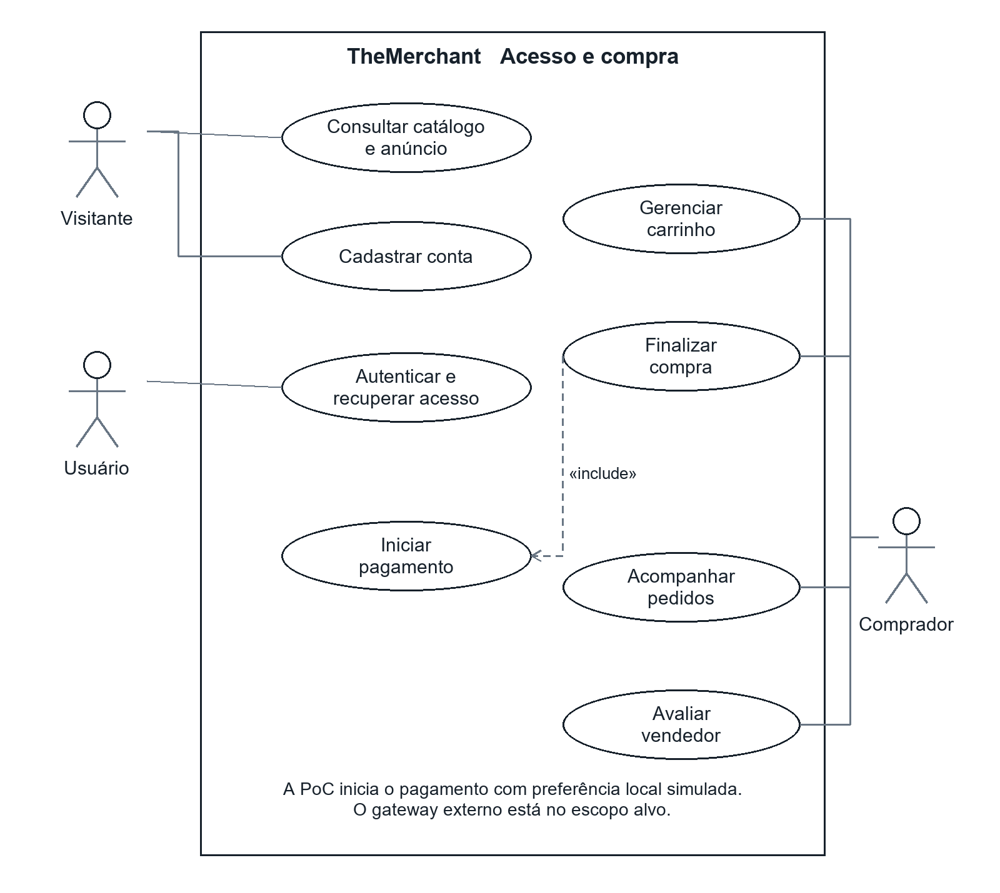 TheMerchant Acesso e compra
Consultar catálogo
e anúncio
Visitante
Gerenciar
carrinho
Cadastrar conta
Finalizar
compra
Autenticar e
recuperar acesso
Usuário
«include»
Iniciar
pagamento
Acompanhar
pedidos
Comprador
Avaliar
vendedor
A PoC inicia o pagamento com preferência local simulada.
O gateway externo está no escopo alvo.